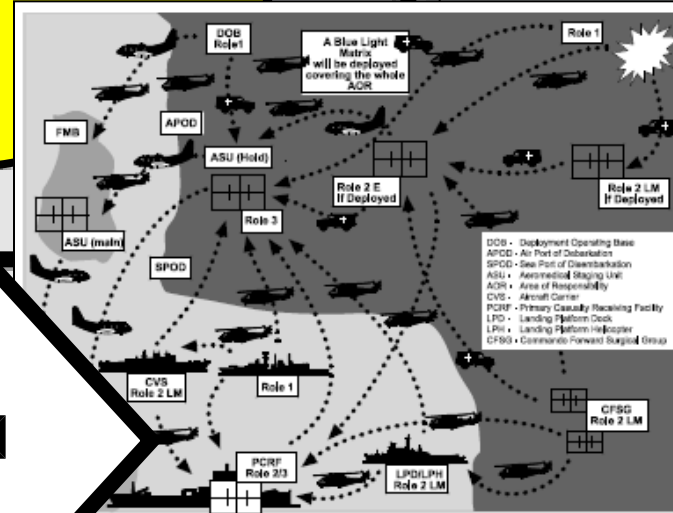 DOB
Role1
A Blue Light
Matrix
will be deployed
covering the whole
AOR
Role 1
FMB
APOD
ASU (Hold)
Role 2 E
If Deployed
Role 2 LM
If Deployed
Role 3
ASU (main)
SPOD
DOB - Deployment Operating Base
APOD - Air Port of Debarkation
SPOD - Sea Port of Disembarkation
ASU - Aeromedical Staging Unit
AOR - Area of Responsibility
CVS - Aircraft Carrier
PCRF - Primary Casualty Receiving Facility
LPD - Landing Platform Dock
LPH - Landing Platform Helicopter
CFSG - Commando Forward Surgical Group
CVS
Role 2 LM
Role 1
CFSG
Role 2 LM
PCRF
Role 2/3
LPD/LPH
Role 2 LM